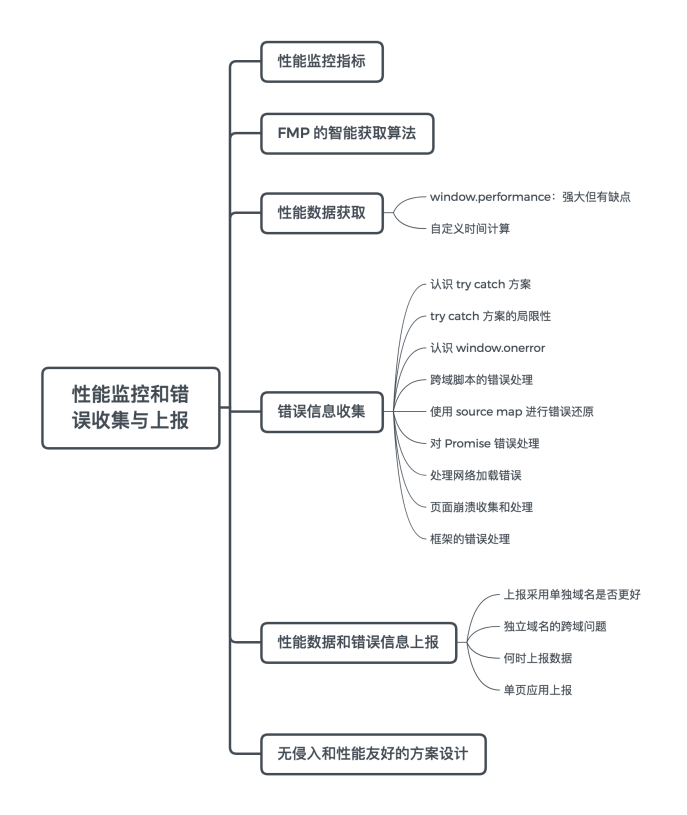 性能监控指标
FMP 的智能获取算法
性能数据获取
window.performance：强大但有缺点
自定义时间计算
性能监控和错
误收集与上报
错误信息收集
认识 try catch 方案
try catch 方案的局限性
认识 window.onerror
跨域脚本的错误处理
使用 source map 进行错误还原
对 Promise 错误处理
处理网络加载错误
页面崩溃收集和处理
框架的错误处理
性能数据和错误信息上报
上报采用单独域名是否更好
独立域名的跨域问题
何时上报数据
单页应用上报
无侵入和性能友好的方案设计